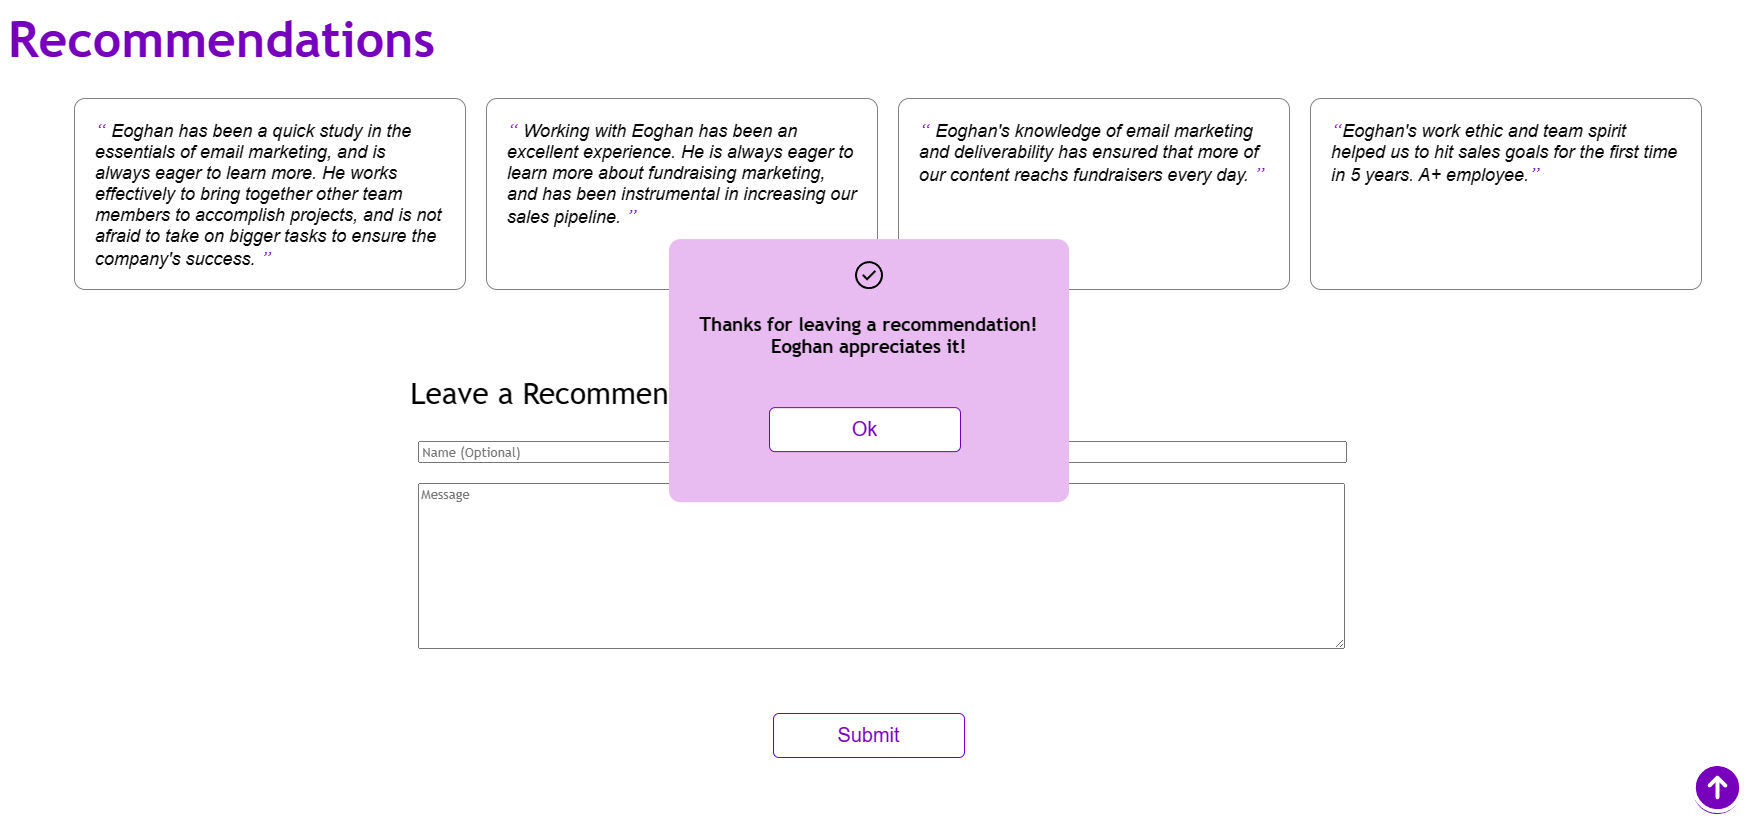 Recommendations
“ Eoghan has been a quick study in the
essentials of email marketing, and is
always eager to learn more. He works
effectively to bring together other team
members to accomplish projects, and is not
afraid to take on bigger tasks to ensure the
company's success. ”
“ Working with Eoghan has been an
excellent experience. He is always eager to
learn more about fundraising marketing,
and has been instrumental in increasing our
sales pipeline. ”
“ Eoghan's knowledge of email marketing
and deliverability has ensured that more of
our content reachs fundraisers every day. ”
“Eoghan's work ethic and team spirit
helped us to hit sales goals for the first time
in 5 years. A+ employee.”
Thanks for leaving a recommendation!
Eoghan appreciates it!
Ok
Leave a Recommen
Name (Optional)
Message
Submit